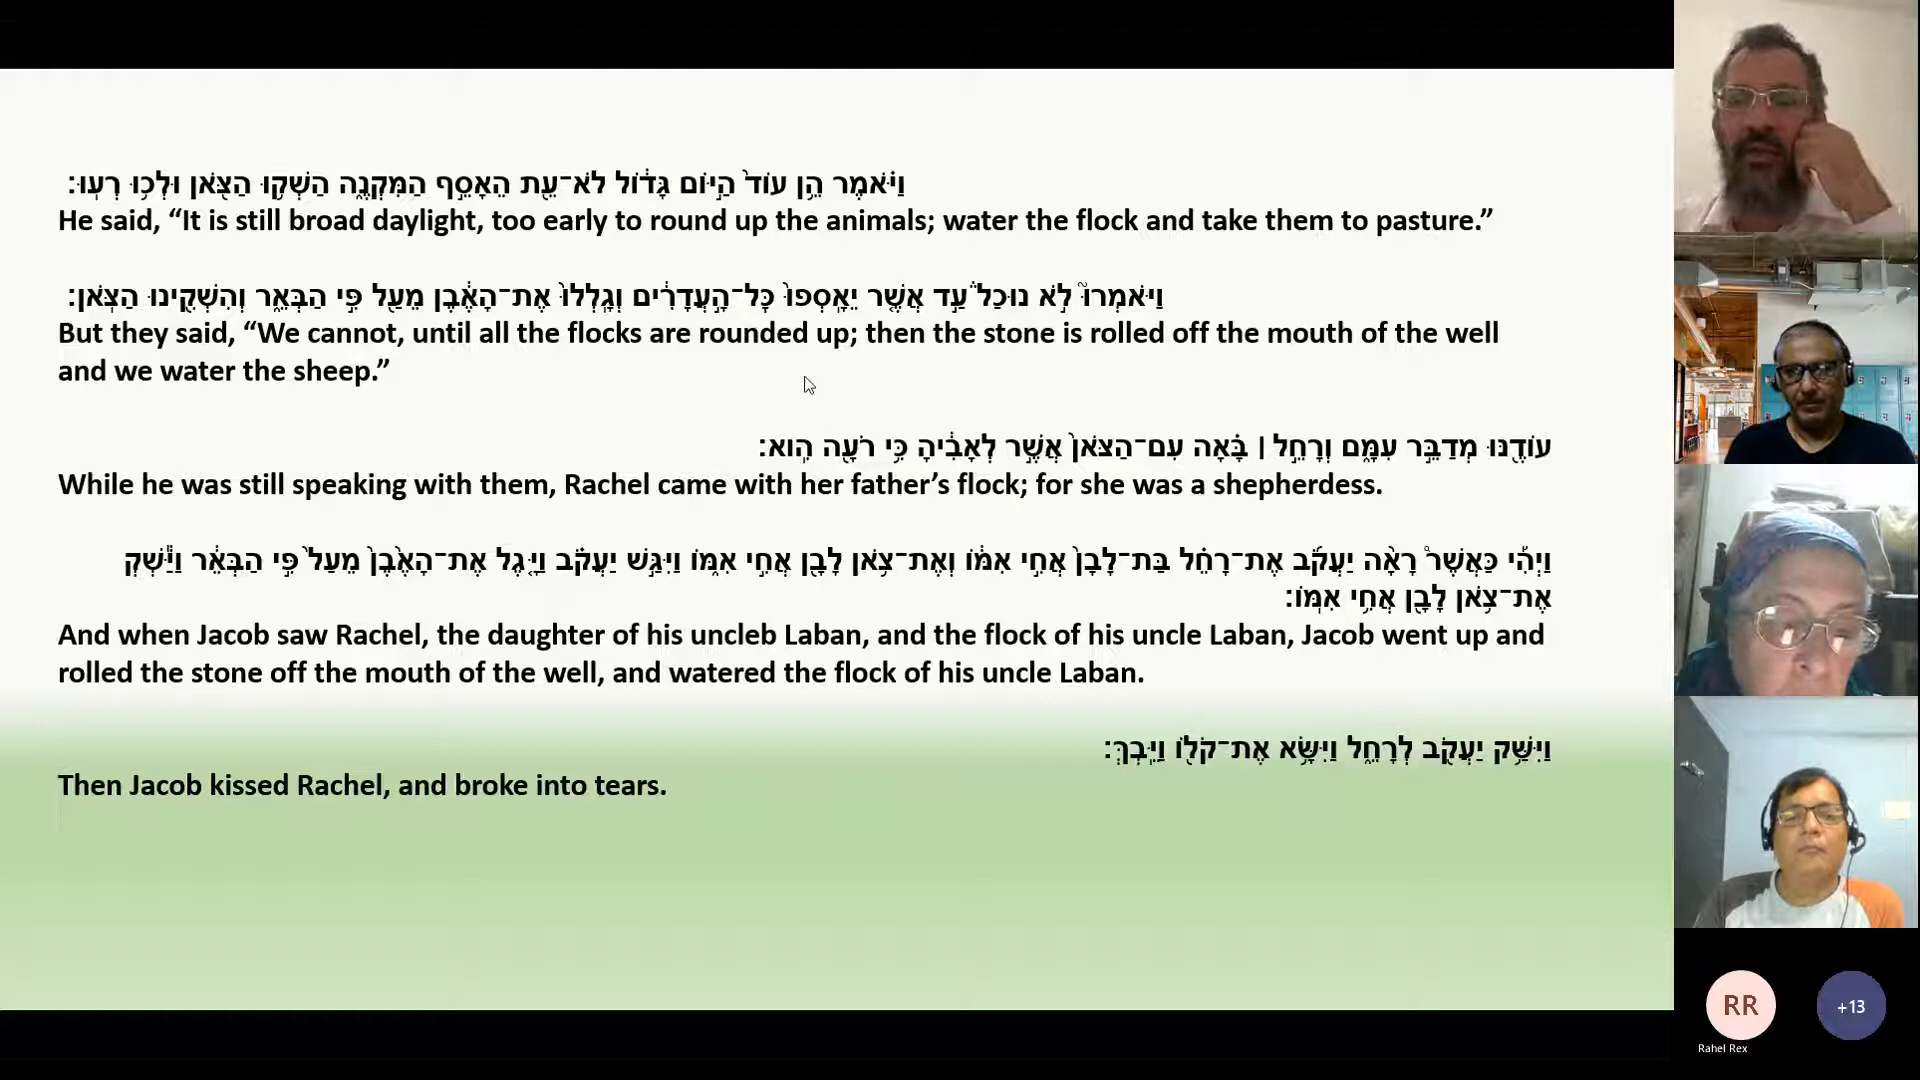 וַיֹּ֗אמֶר הֵ֥ן עוֹד֙ הַיּ֣וֹם גָּד֔וֹל לֹא־עֵ֖ת הֵאָסֵ֣ף הַמִּקְנֶ֑ה הַשְׁק֥וּ הַצֹּ֖אן וּלְכ֥וּ רְעֽוּ׃
He said, “It is still broad daylight, too early to round up the animals; water the flock and take them to pasture.”
וַיֹּאמְרוּ֮ לֹ֣א נוּכַל֒ עַ֣ד אֲשֶׁ֤ר יֵאָֽסְפוּ֙ כָּל־הָ֣עֲדָרִ֔ים וְגָֽלְלוּ֙ אֶת־הָאֶ֔בֶן מֵעַ֖ל פִּ֣י הַבְּאֵ֑ר וְהִשְׁקִ֖ינוּ הַצֹּֽאן׃
But they said, “We cannot, until all the flocks are rounded up; then the stone is rolled off the mouth of the well
and we water the sheep.”
עוֹדֶ֖נּוּ מְדַבֵּ֣ר עִמָּ֑ם וְרָחֵ֣ל ׀ בָּ֗אָה עִם־הַצֹּאן֙ אֲשֶׁ֣ר לְאָבִ֔יהָ כִּ֥י רֹעָ֖ה הִֽוא׃
While he was still speaking with them, Rachel came with her father’s flock; for she was a shepherdess.
וַיְהִ֡י כַּאֲשֶׁר֩ רָאָ֨ה יַעֲקֹ֜ב אֶת־רָחֵ֗ל בַּת־לָבָן֙ אֲחִ֣י אִמּ֔וֹ וְאֶת־צֹ֥אן לָבָ֖ן אֲחִ֣י אִמּ֑וֹ וַיִּגַּ֣שׁ יַעֲקֹ֗ב וַיָּ֤גֶל אֶת־הָאֶ֙בֶן֙ מֵעַל֙ פִּ֣י הַבְּאֵ֔ר וַיַּ֕שְׁקְ
אֶת־צֹ֥אן לָבָ֖ן אֲחִ֥י אִמּֽוֹ׃
And when Jacob saw Rachel, the daughter of his uncleb Laban, and the flock of his uncle Laban, Jacob went up and
rolled the stone off the mouth of the well, and watered the flock of his uncle Laban.
וַיִּשַּׁ֥ק יַעֲקֹ֖ב לְרָחֵ֑ל וַיִּשָּׂ֥א אֶת־קֹל֖וֹ וַיֵּֽבְךְּ׃
Then Jacob kissed Rachel, and broke into tears.
RR
+13
Rahel Rex